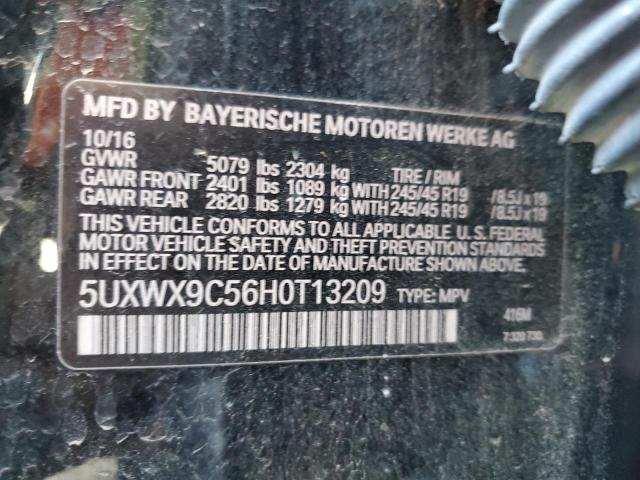 MFD BY BAYERISCHE MOTOREN WERKE AG
10/16
GVWR 5079 lbs 2304 kg TIRE / RIM
GAWR FRONT 2401 lbs 1089 kg WITH 245/45 R19 /8.5J x 19
GAWR REAR 2820 lbs 1279 kg WITH 245/45 R19 /8.5J x 19
THIS VEHICLE CONFORMS TO ALL APPLICABLE U. S. FEDERAL
MOTOR VEHICLE SAFETY AND THEFT PREVENTION STANDARDS
IN EFFECT ON THE DATE OF MANUFACTURE SHOWN ABOVE.
5UXWX9C56H0T13209 TYPE: MPV
416M
7 320 730